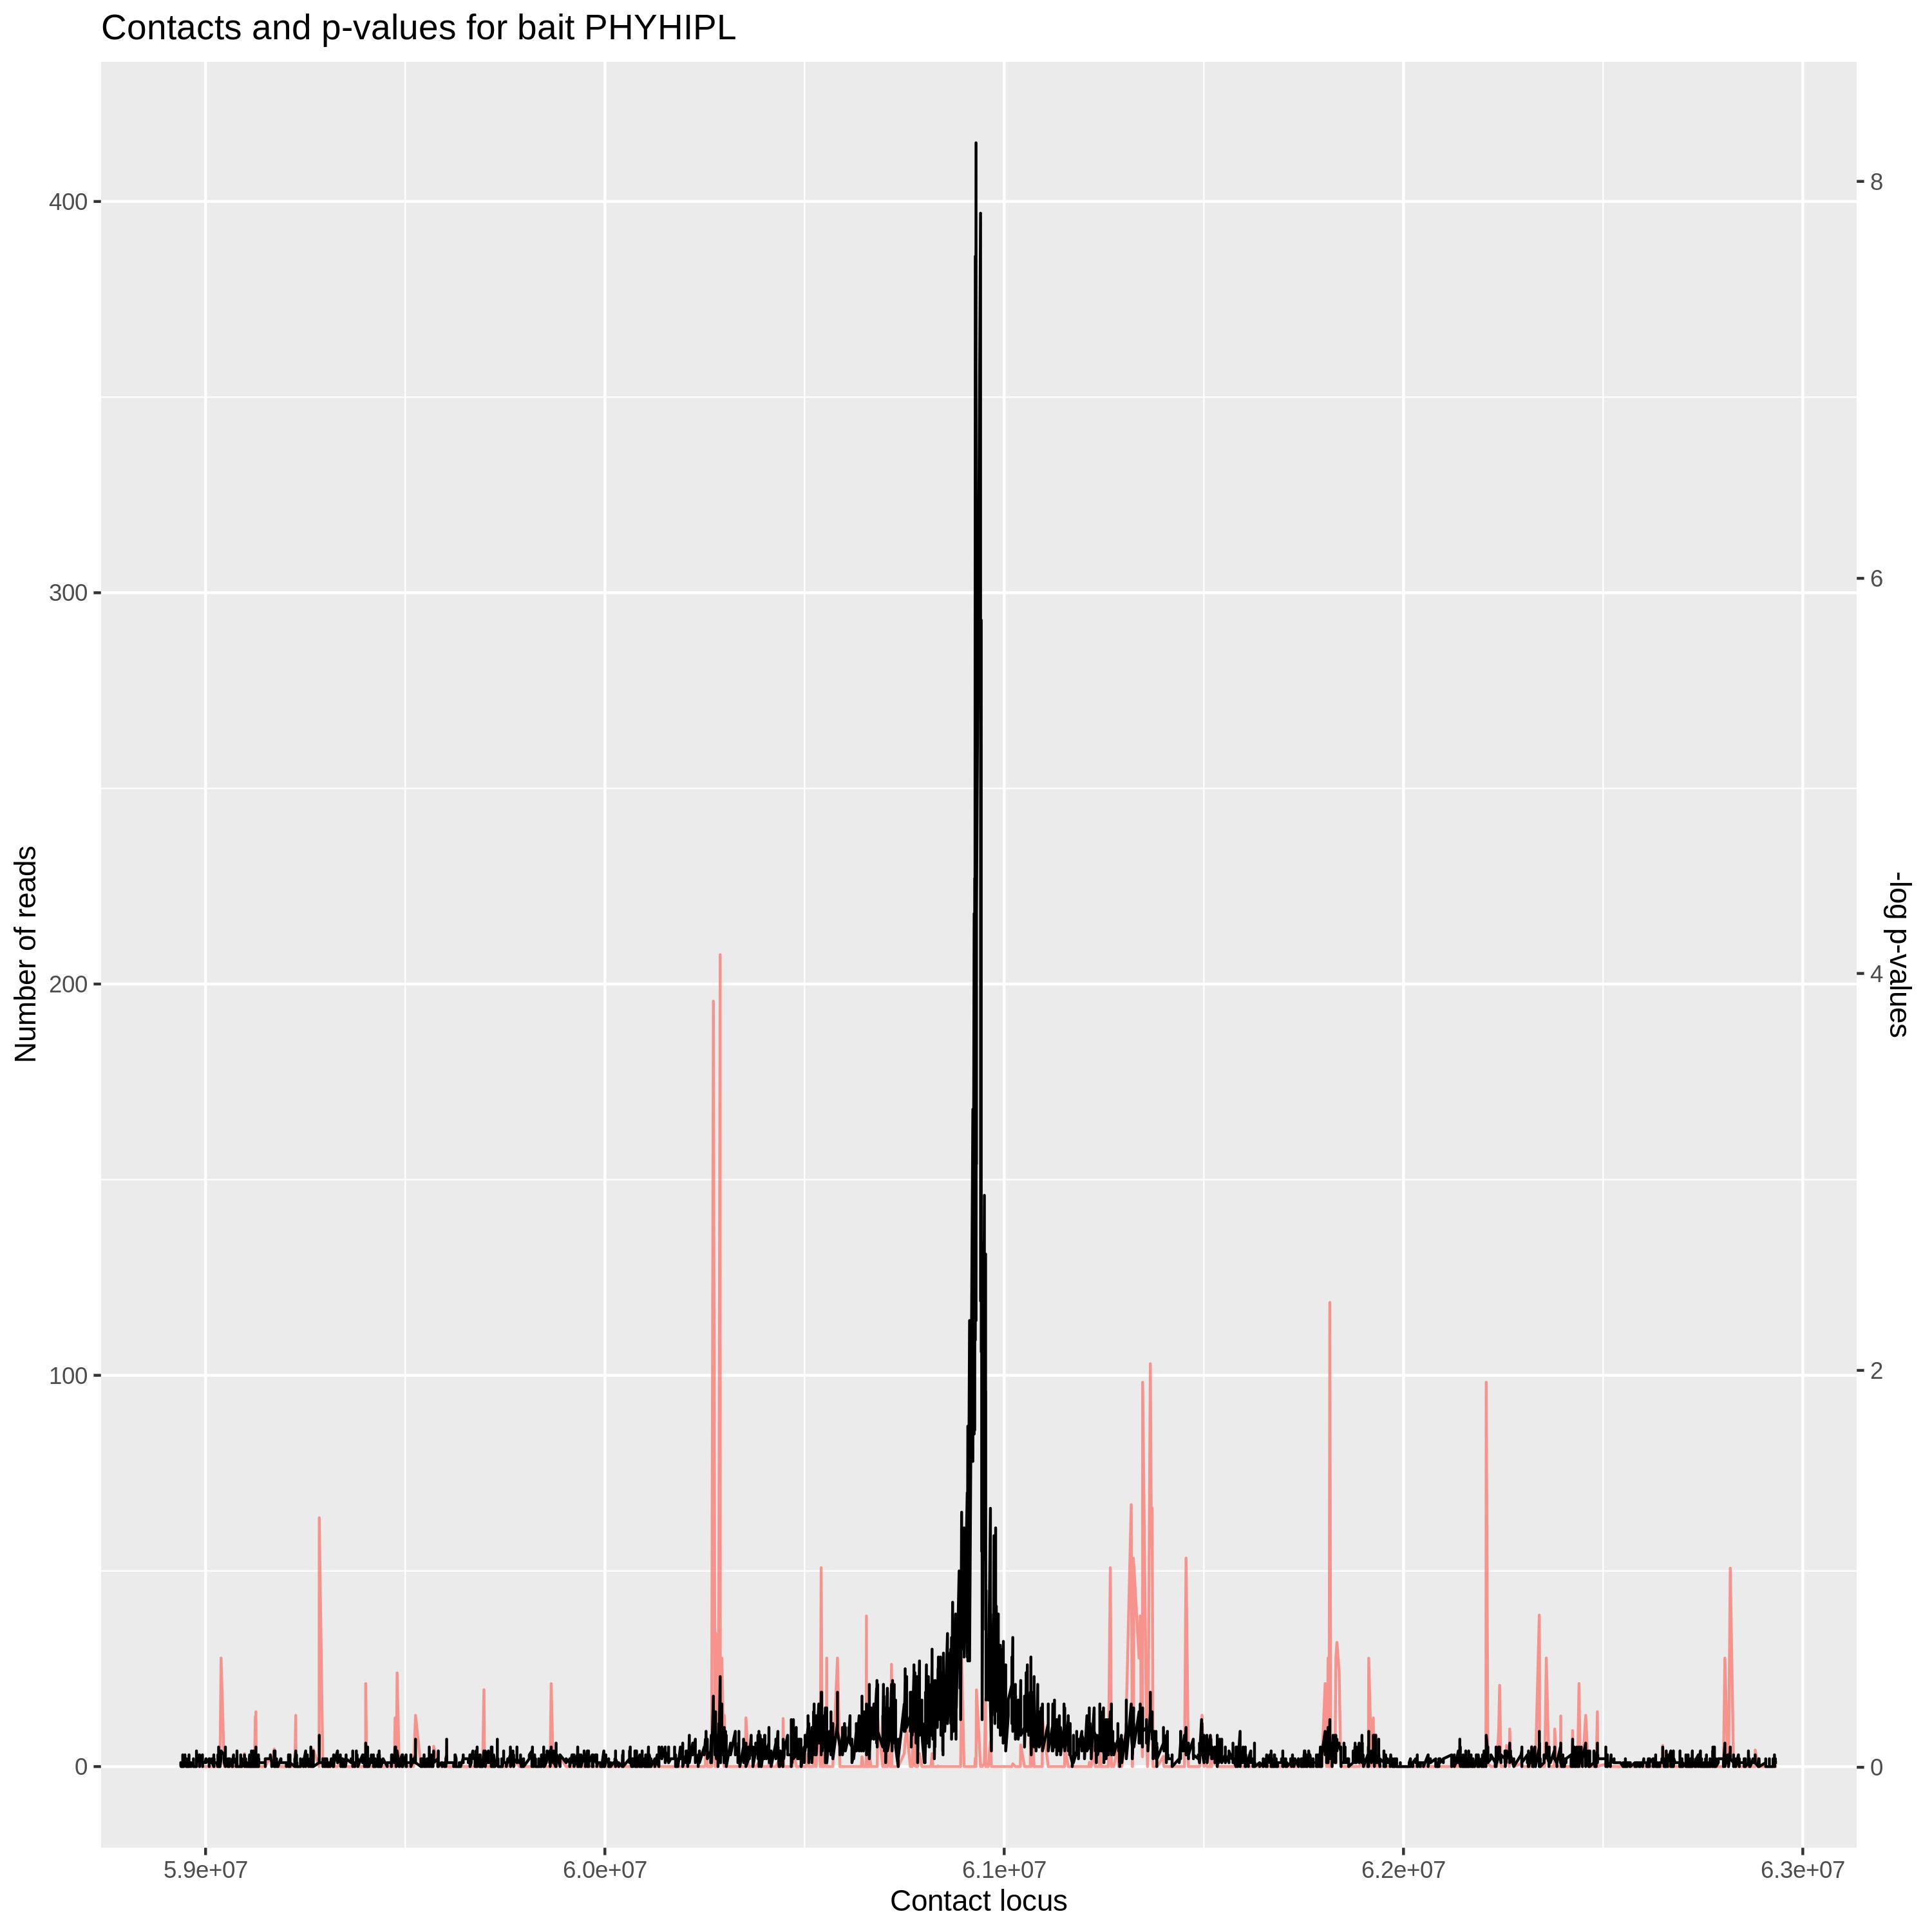 Contacts and p-values for bait PHYHIPL
Number of reads
400
300
200
100
0
8
6
4
2
0
-log p-values
5.9e+07
6.0e+07
6.1e+07
6.2e+07
6.3e+07
Contact locus